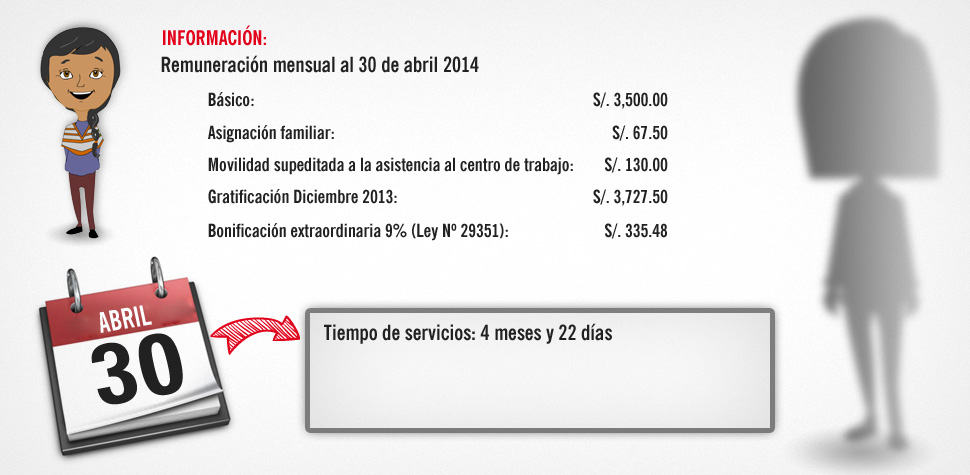 INFORMACIÓN:
Remuneración mensual al 30 de abril 2014
Básico: S/. 3,500.00
Asignación familiar: S/. 67.50
Movilidad supeditada a la asistencia al centro de trabajo: S/. 130.00
Gratificación Diciembre 2013: S/. 3,727.50
Bonificación extraordinaria 9% (Ley Nº 29351): S/. 335.48
ABRIL
30
Tiempo de servicios: 4 meses y 22 días